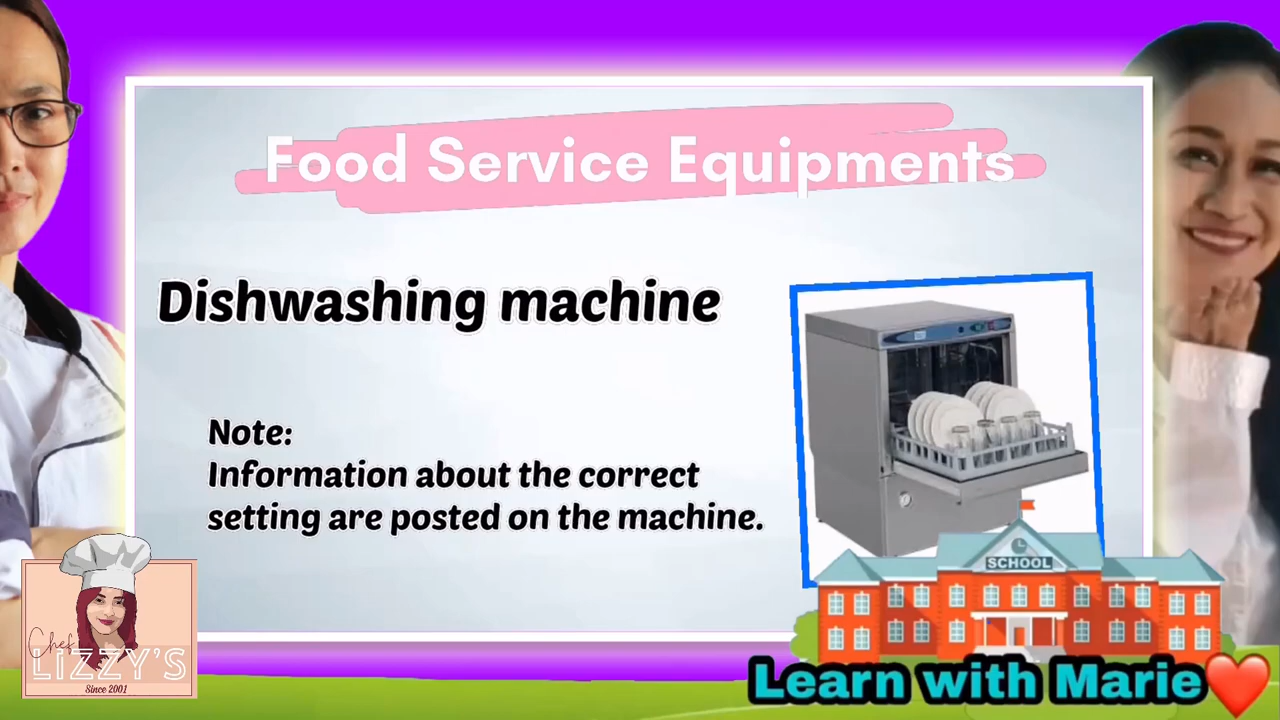 Food Service Equipments
Dishwashing machine
Note:
Information about the correct
setting are posted on the machine.
SCHOOL
Chef
LIZZY'S
Since 2001
Learn with Marie